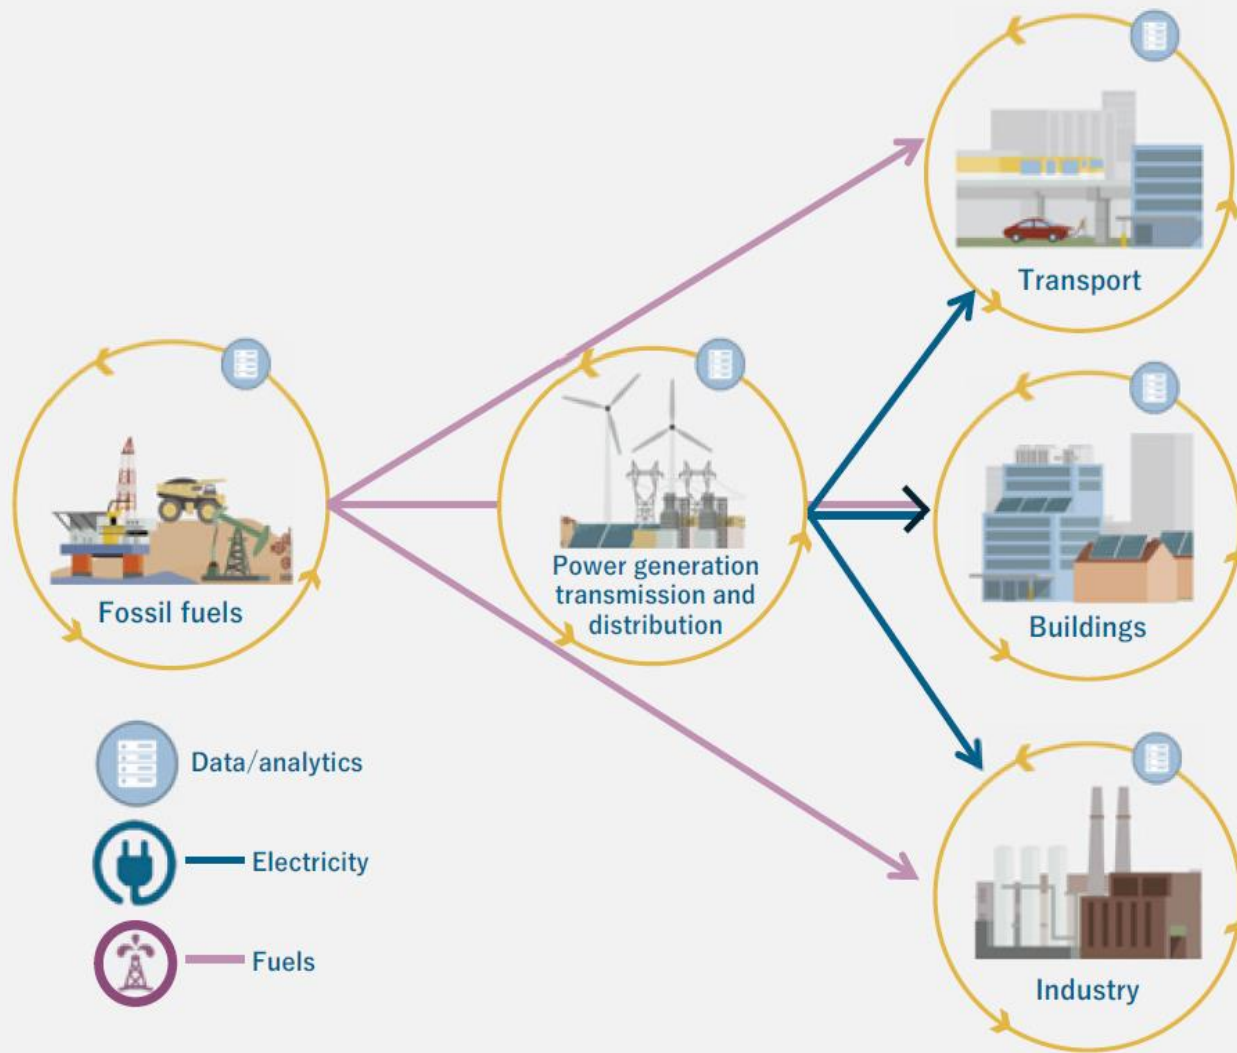 Transport
Fossil fuels
Power generation
transmission and
distribution
Buildings
Industry
Data/analytics
Electricity
Fuels